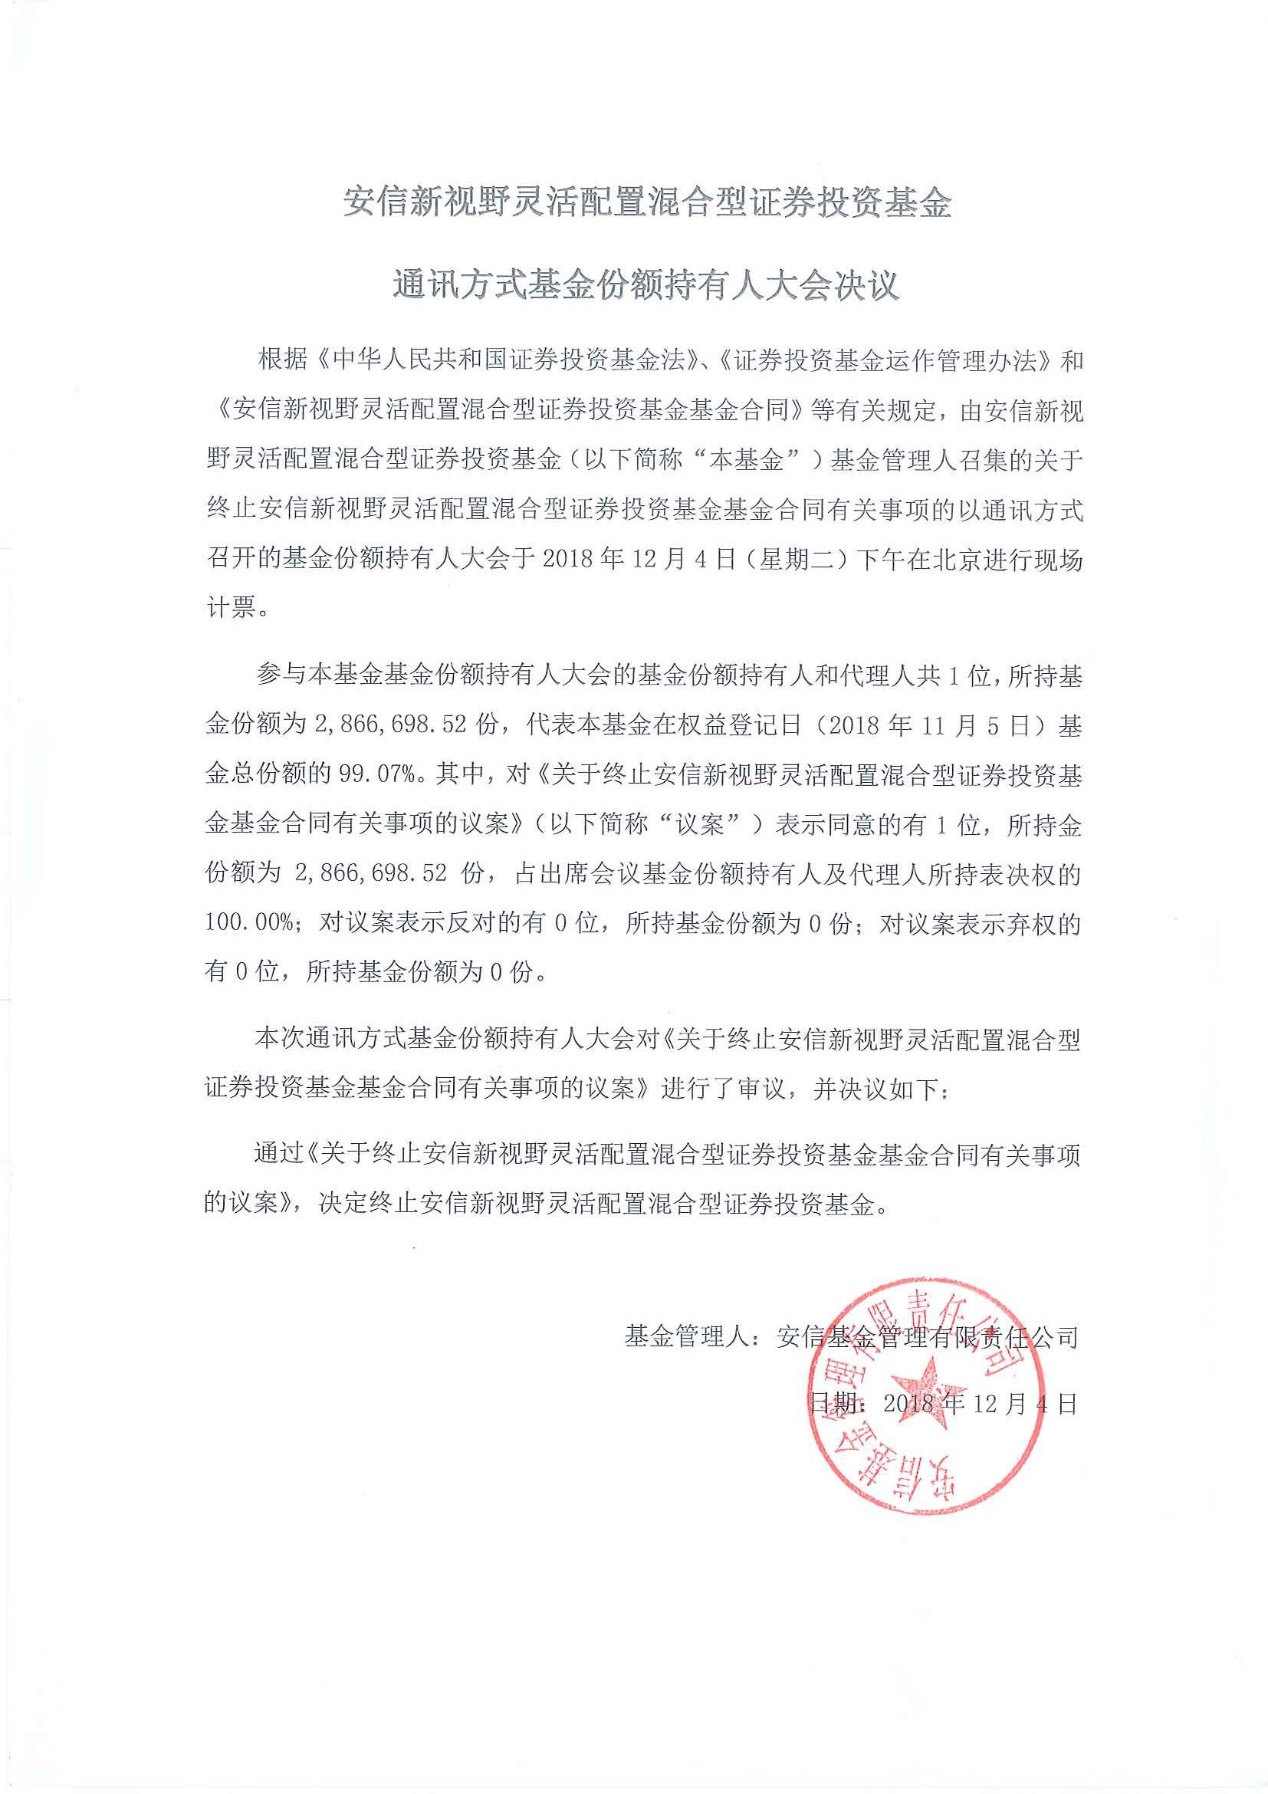 安信新视野灵活配置混合型证券投资基金
通讯方式基金份额持有人大会决议
根据《中华人民共和国证券投资基金法》、《证券投资基金运作管理办法》和
《安信新视野灵活配置混合型证券投资基金基金合同》等有关规定，由安信新视
野灵活配置混合型证券投资基金（以下简称“本基金”）基金管理人召集的关于
终止安信新视野灵活配置混合型证券投资基金基金合同有关事项的以通讯方式
召开的基金份额持有人大会于 2018 年 12 月 4 日（星期二）下午在北京进行现场
计票。
参与本基金基金份额持有人大会的基金份额持有人和代理人共 1 位，所持基
金份额为 2,866,698.52 份，代表本基金在权益登记日（2018 年 11 月 5 日）基
金总份额的 99.07%。其中，对《关于终止安信新视野灵活配置混合型证券投资基
金基金合同有关事项的议案》（以下简称“议案”）表示同意的有 1 位，所持金
份额为 2,866,698.52 份，占出席会议基金份额持有人及代理人所持表决权的
100.00%；对议案表示反对的有 0 位，所持基金份额为 0 份；对议案表示弃权的
有 0 位，所持基金份额为 0 份。
本次通讯方式基金份额持有人大会对《关于终止安信新视野灵活配置混合型
证券投资基金基金合同有关事项的议案》进行了审议，并决议如下：
通过《关于终止安信新视野灵活配置混合型证券投资基金基金合同有关事项
的议案》，决定终止安信新视野灵活配置混合型证券投资基金。
基金管理人：安信基金管理有限责任公司
日期：2018 年 12 月 4 日
安信基金管理有限责任公司